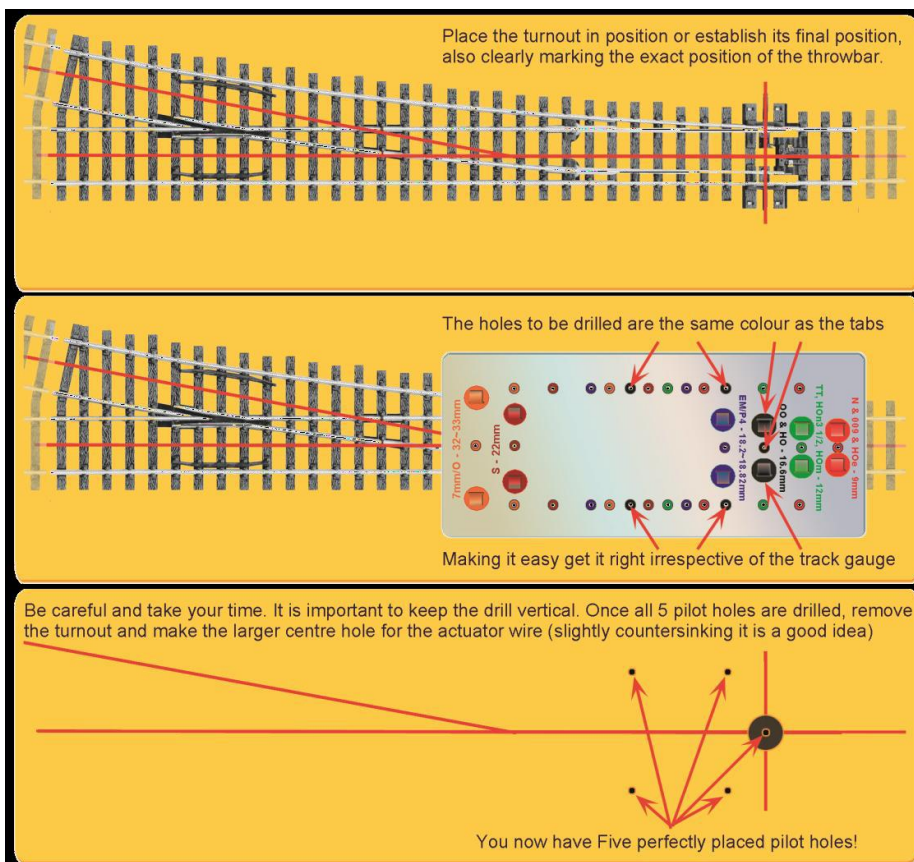 Place the turnout in position or establish its final position,
also clearly marking the exact position of the throwbar.
The holes to be drilled are the same colour as the tabs
7mm/O - 32~33mm
S - 22mm
EM/P4 - 18.2~18.82mm
OO & HO - 16.6mm
TT, HOn3 1/2, HOm - 12mm
N & 009 & HOe - 9mm
Making it easy get it right irrespective of the track gauge
Be careful and take your time. It is important to keep the drill vertical. Once all 5 pilot holes are drilled, remove
the turnout and make the larger centre hole for the actuator wire (slightly countersinking it is a good idea)
You now have Five perfectly placed pilot holes!